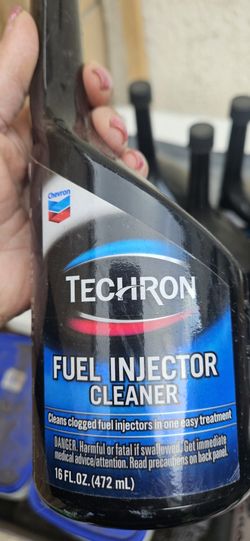 Chevron
TECHRON
FUEL INJECTOR
CLEANER
Cleans clogged fuel injectors in one easy treatment
DANGER. Harmful or fatal if swallowed. Get immediate
medical advice/attention. Read precautions on back panel.
16 FL.OZ. (472 mL)